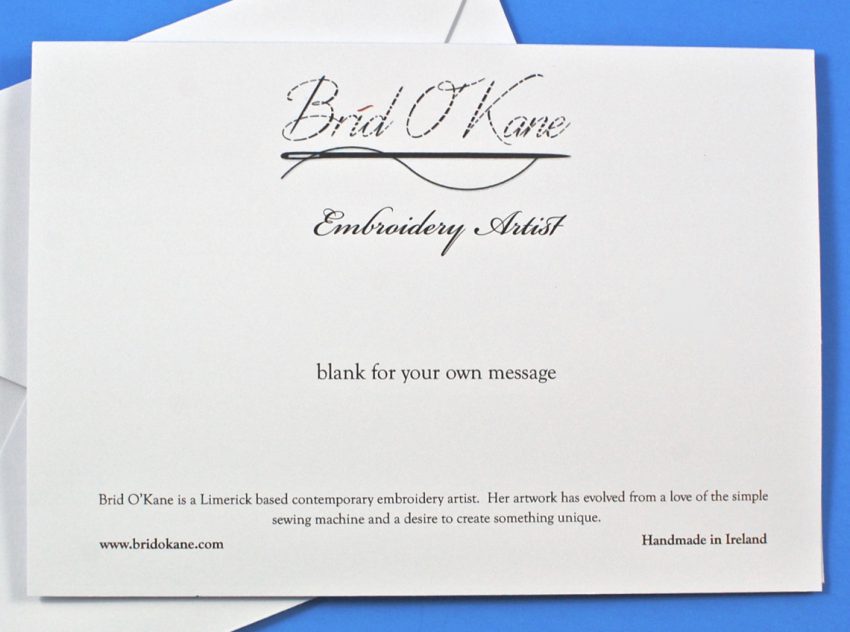 Bríd O'Kane
Embroidery Artist
blank for your own message
Brid O'Kane is a Limerick based contemporary embroidery artist. Her artwork has evolved from a love of the simple
sewing machine and a desire to create something unique.
www.bridokane.com
Handmade in Ireland